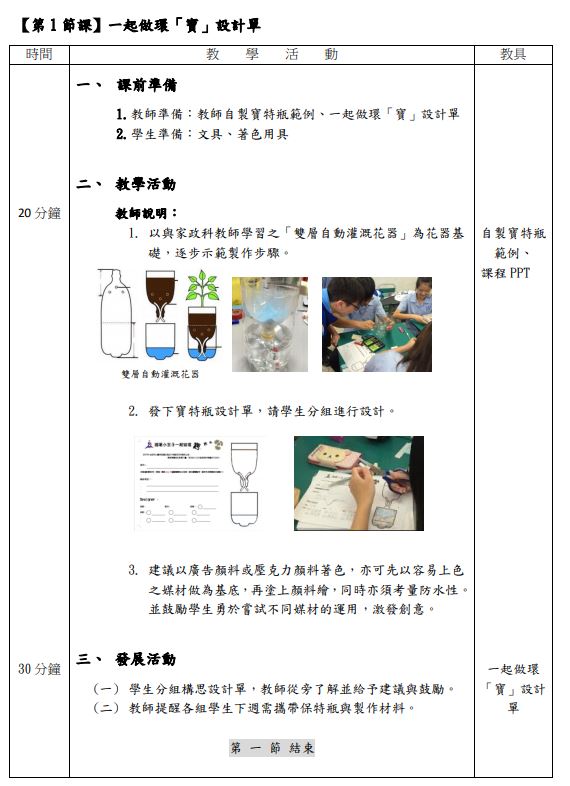 【第 1 節課】一起做環「寶」設計單
時間
教 學 活 動
教具
一、 課前準備
1. 教師準備：教師自製寶特瓶範例、一起做環「寶」設計單
2. 學生準備：文具、著色用具
二、 教學活動
20 分鐘
教師說明：
1. 以與家政科教師學習之「雙層自動灌溉花器」為花器基
礎，逐步示範製作步驟。
自製寶特瓶
範例、
課程 PPT
雙層自動灌溉花器
2. 發下寶特瓶設計單，請學生分組進行設計。
3. 建議以廣告顏料或壓克力顏料著色，亦可先以容易上色
之媒材做為基底，再塗上顏料繪，同時亦須考量防水性。
並鼓勵學生勇於嘗試不同媒材的運用，激發創意。
30 分鐘
三、 發展活動
(一) 學生分組構思設計單，教師從旁了解並給予建議與鼓勵。
(二) 教師提醒各組學生下週需攜帶保特瓶與製作材料。
一起做環
「寶」設計
單
第 一 節 結束